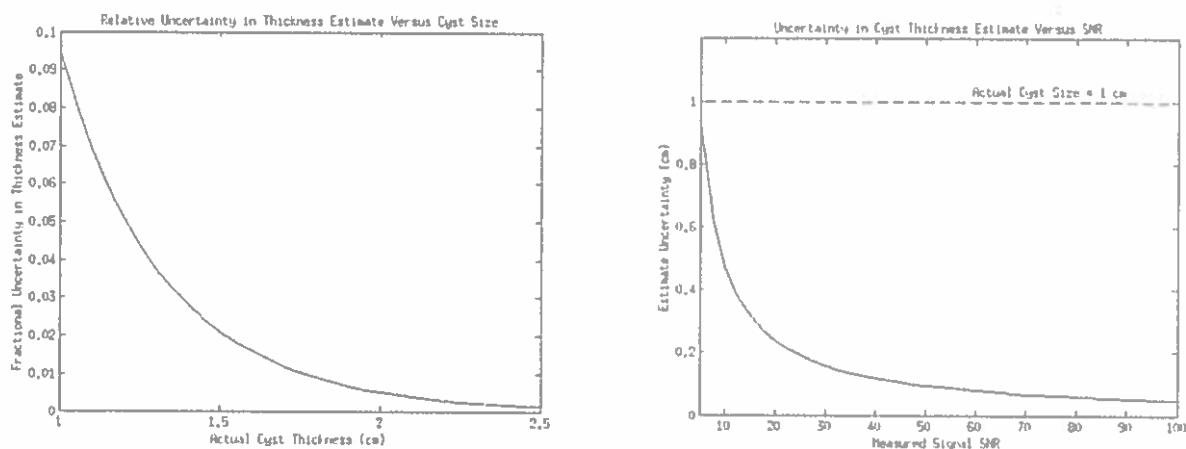 Relative Uncertainty in Thickness Estimate Versus Cyst Size
Fractional Uncertainty in Thickness Estimate
0.1
0.09
0.08
0.07
0.06
0.05
0.04
0.03
0.02
0.01
0
1
1.5
2
2.5
Actual Cyst Thickness (cm)
Uncertainty in Cyst Thickness Estimate Versus SNR
Actual Cyst Size = 1 cm
Estimate Uncertainty (cm)
1
0.8
0.6
0.4
0.2
0
10 20 30 40 50 60 70 80 90 100
Measured Signal SNR